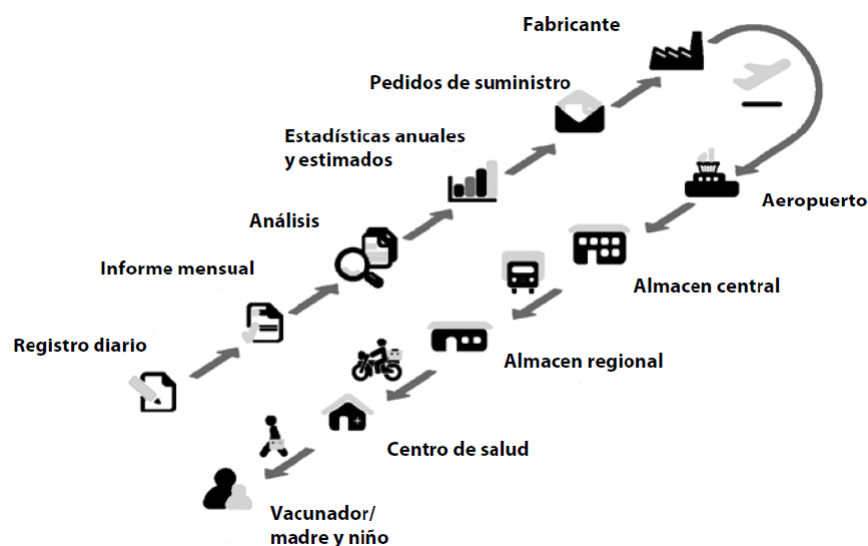 Fabricante
Pedidos de suministro
Estadísticas anuales
y estimados
Análisis
Informe mensual
Registro diario
Aeropuerto
Almacen central
Almacen regional
Centro de salud
Vacunador/
madre y niño